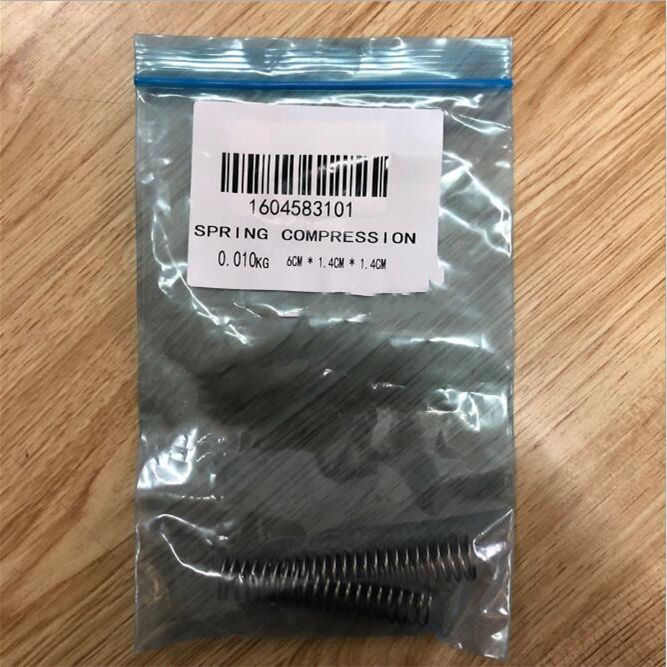 1604583101
SPRING COMPRESSION
0.010KG 6CM * 1.4CM * 1.4CM